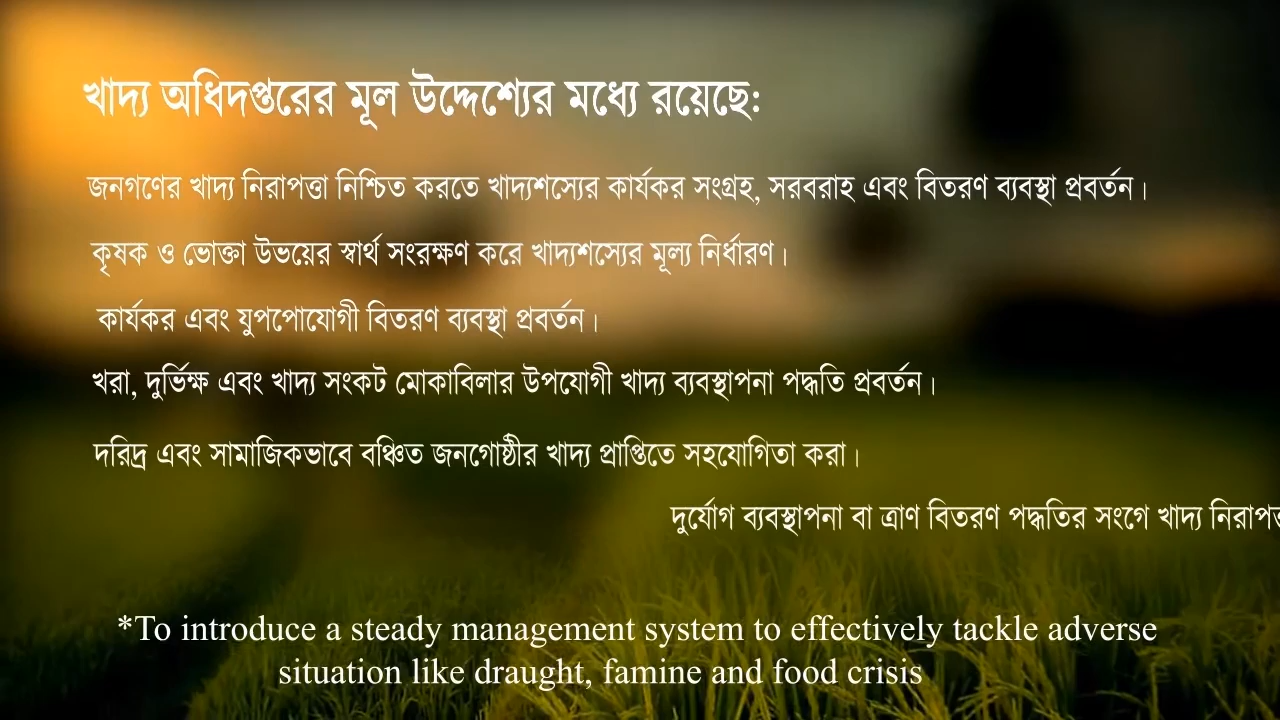 খাদ্য অধিদপ্তরের মূল উদ্দেশ্যের মধ্যে রয়েছে:
জনগণের খাদ্য নিরাপত্তা নিশ্চিত করতে খাদ্যশস্যের কার্যকর সংগ্রহ, সরবরাহ এবং বিতরণ ব্যবস্থা প্রবর্তন।
কৃষক ও ভোক্তা উভয়ের স্বার্থ সংরক্ষণ করে খাদ্যশস্যের মূল্য নির্ধারণ।
কার্যকর এবং যুপপোযোগী বিতরণ ব্যবস্থা প্রবর্তন।
খরা, দুর্ভিক্ষ এবং খাদ্য সংকট মোকাবিলার উপযোগী খাদ্য ব্যবস্থাপনা পদ্ধতি প্রবর্তন।
দরিদ্র এবং সামাজিকভাবে বঞ্চিত জনগোষ্ঠীর খাদ্য প্রাপ্তিতে সহযোগিতা করা।
দুর্যোগ ব্যবস্থাপনা বা ত্রাণ বিতরণ পদ্ধতির সংগে খাদ্য
*To introduce a steady management system to effectively tackle adverse
situation like draught, famine and food crisis